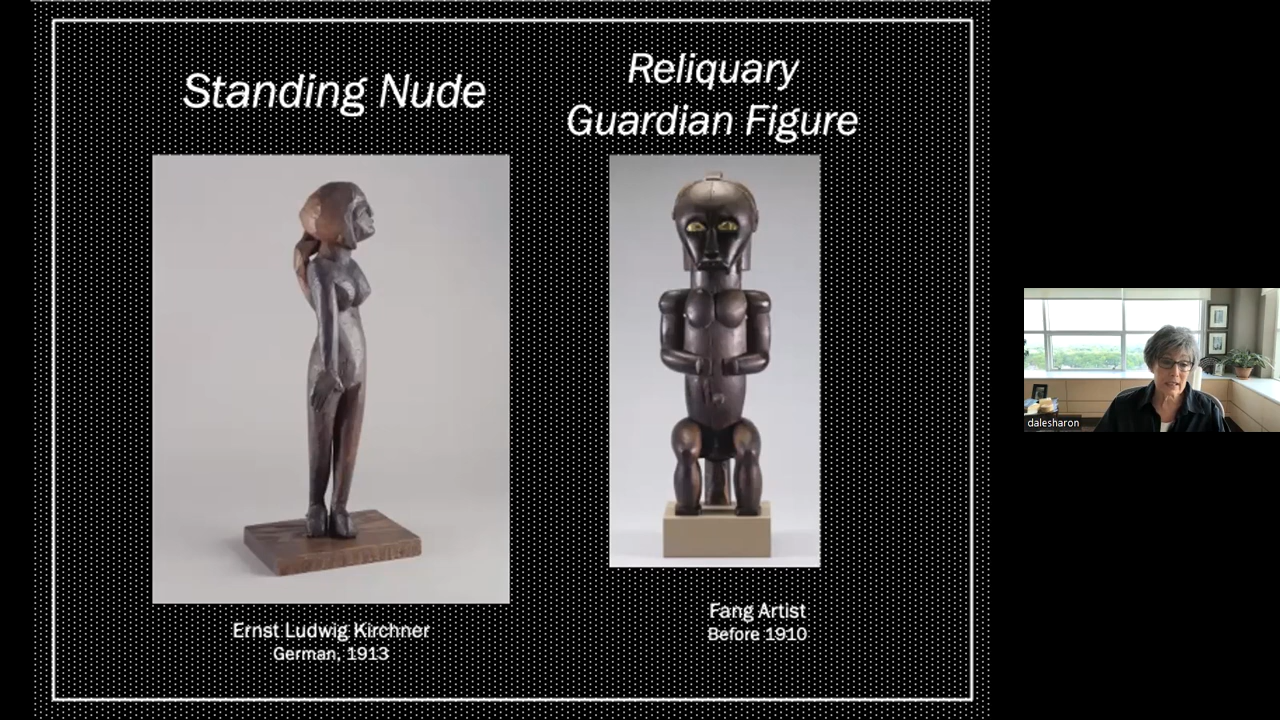 Standing Nude
Reliquary
Guardian Figure
Ernst Ludwig Kirchner
German, 1913
Fang Artist
Before 1910
dalesharon